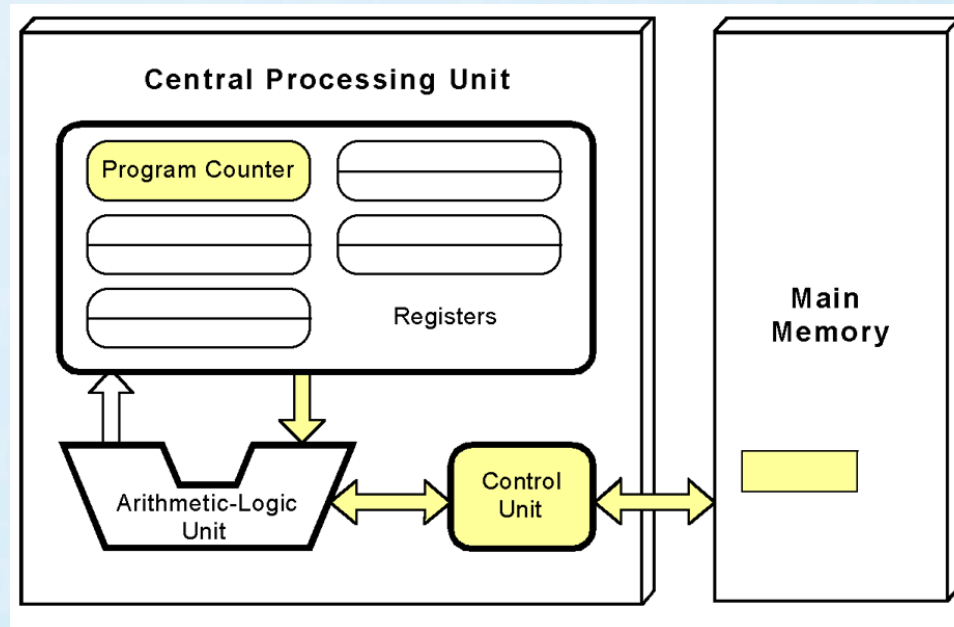 Central Processing Unit
Program Counter
Registers
Main
Memory
Arithmetic-Logic
Unit
Control
Unit